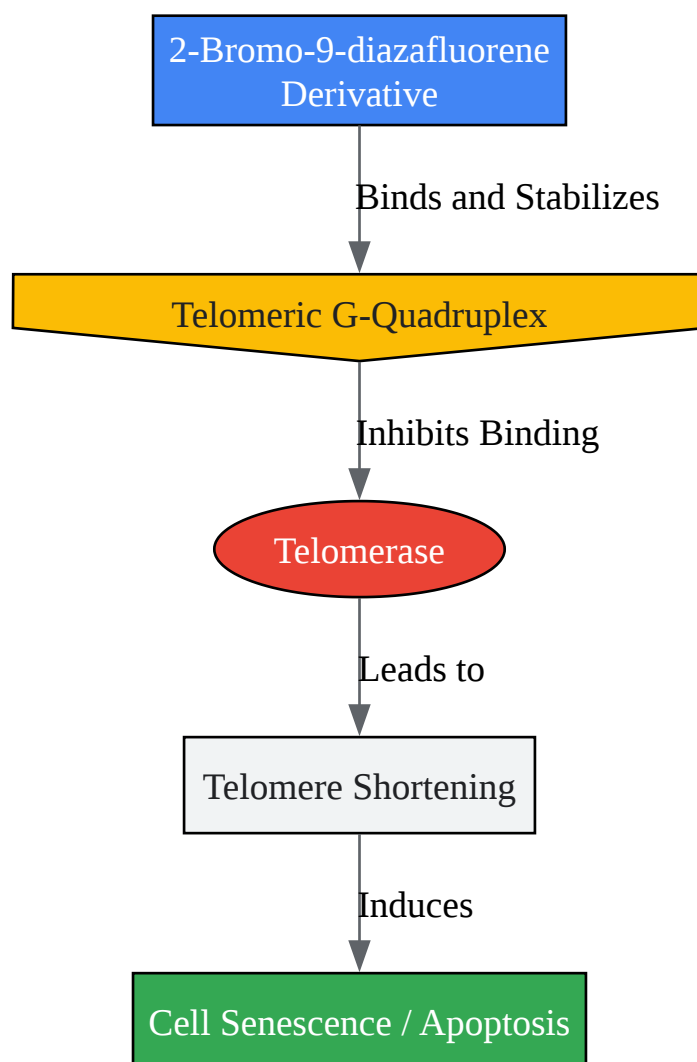 2-Bromo-9-diazafluorene
Derivative
Binds and Stabilizes
Telomeric G-Quadruplex
Inhibits Binding
Telomerase
Leads to
Telomere Shortening
Induces
Cell Senescence / Apoptosis